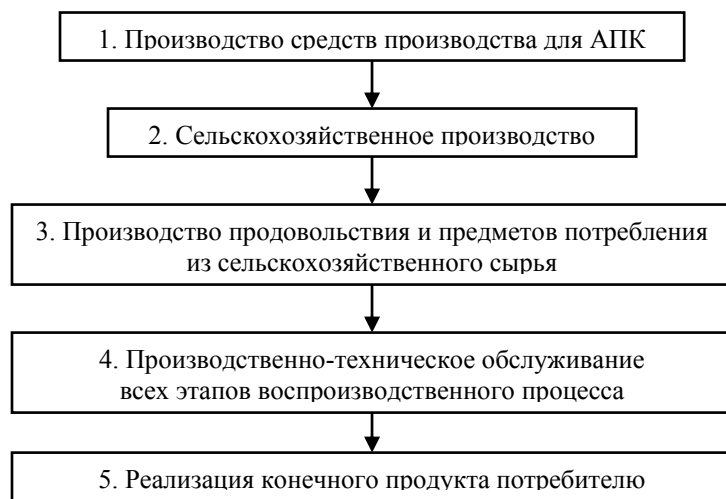 1. Производство средств производства для АПК
2. Сельскохозяйственное производство
3. Производство продовольствия и предметов потребления
из сельскохозяйственного сырья
4. Производственно-техническое обслуживание
всех этапов воспроизводственного процесса
5. Реализация конечного продукта потребителю